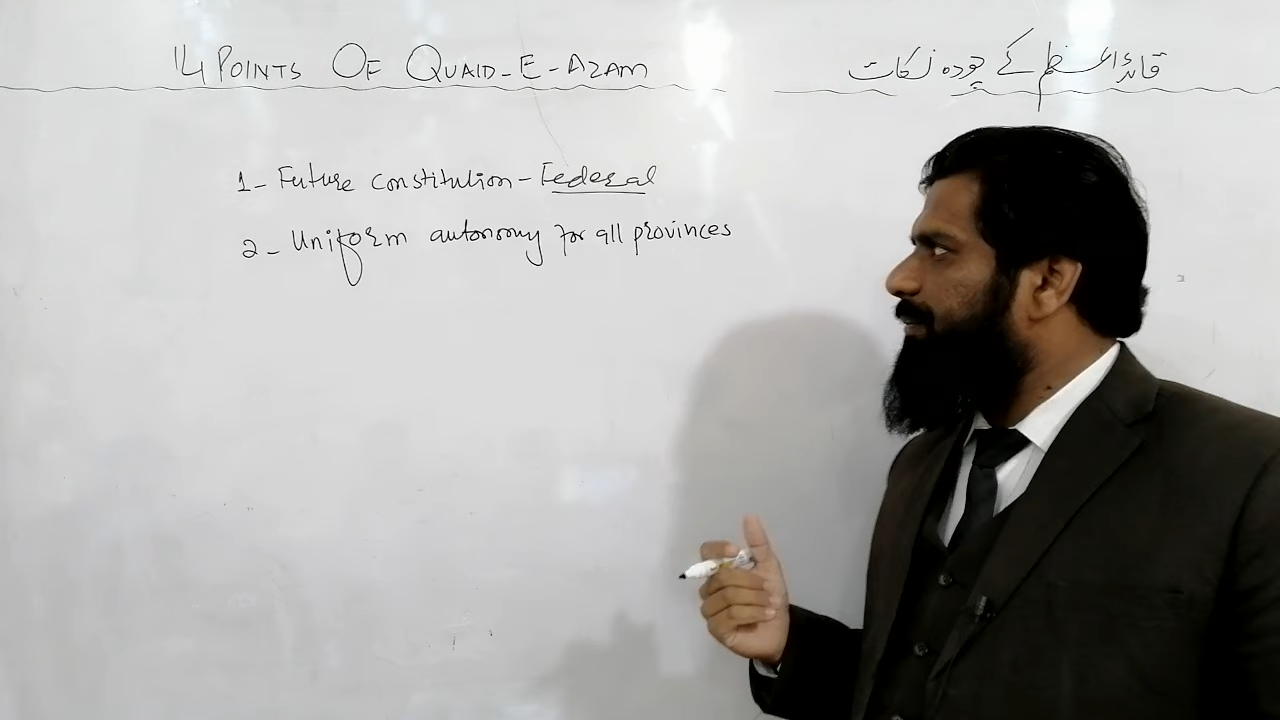 14 POINTS OF QUAID-E-AZAM
قائد اعظم کے چودہ نکات
1- Future constitution - Federal
2- Uniform autonomy for all provinces